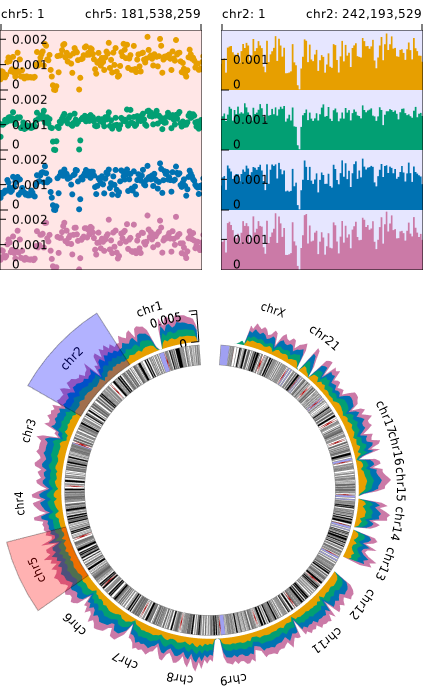 chr5: 1 chr5: 181,538,259 chr2: 1 chr2: 242,193,529
0.002
0.001 0.001
0
0
0.002
0.001 0.001
0
0
0.002
0.001 0.001
0
0
0.002
0.001 0.001
0
0
chr1
0.005
0
chrX
chr21
chr2
chr3
chr17
chr16
chr15
chr4
chr14
chr5
chr13
chr6
chr12
chr7
chr11
chr8
chr9